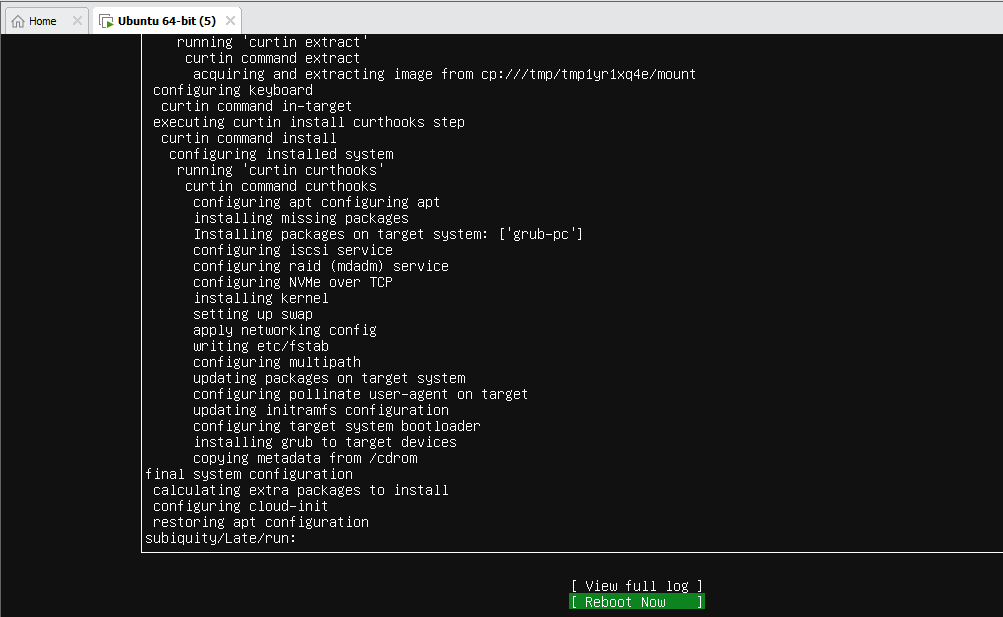 Home
Ubuntu 64-bit (5)
running 'curtin extract'
curtin command extract
acquiring and extracting image from cp:///tmp/tmp1yr1xq4e/mount
configuring keyboard
curtin command in-target
executing curtin install curthooks step
curtin command install
configuring installed system
running 'curtin curthooks'
curtin command curthooks
configuring apt configuring apt
installing missing packages
Installing packages on target system: ['grub-pc']
configuring iscsi service
configuring raid (mdadm) service
configuring NVMe over TCP
installing kernel
setting up swap
apply networking config
writing etc/fstab
configuring multipath
updating packages on target system
configuring pollinate user-agent on target
updating initramfs configuration
configuring target system bootloader
installing grub to target devices
copying metadata from /cdrom
final system configuration
calculating extra packages to install
configuring cloud-init
restoring apt configuration
subiquity/Late/run:
[ View full log ]
[ Reboot Now ]